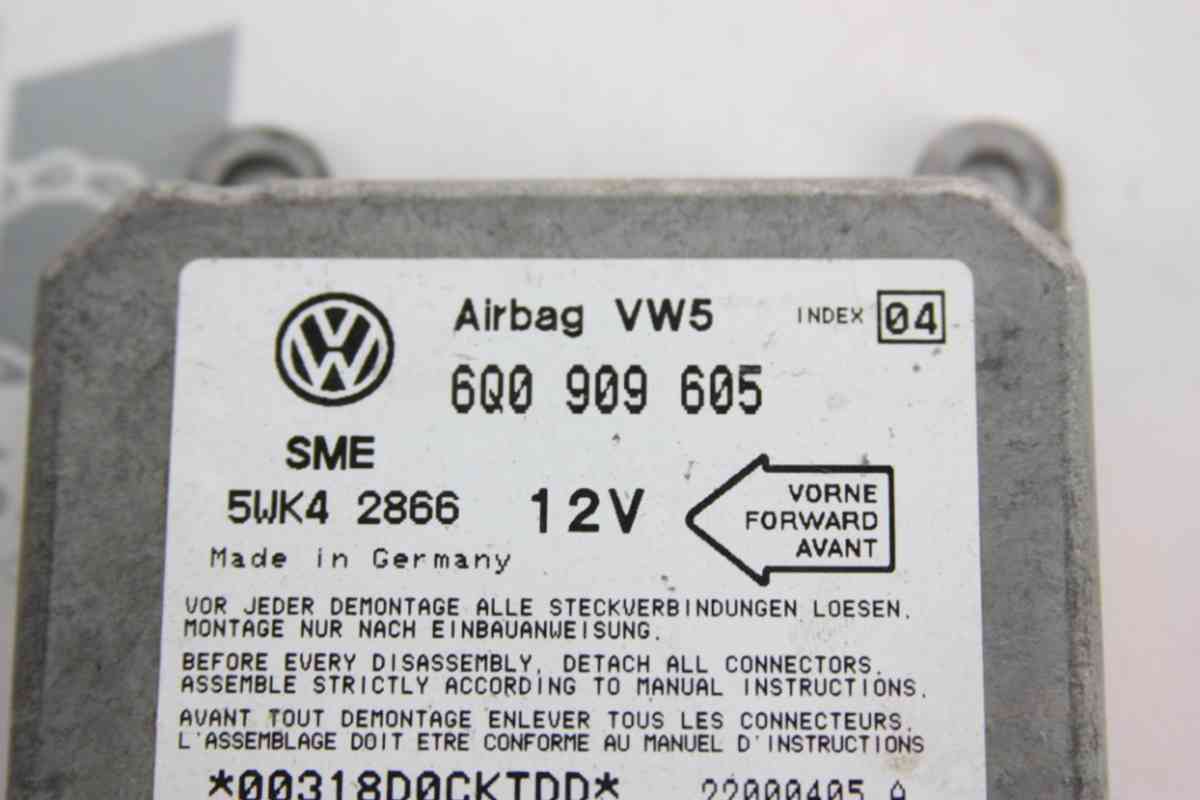 Airbag VW5 INDEX 04
6Q0 909 605
SME
5WK4 2866 12V
Made in Germany
VORNE
FORWARD
AVANT
VOR JEDER DEMONTAGE ALLE STECKVERBINDUNGEN LOESEN.
MONTAGE NUR NACH EINBAUANWEISUNG.
BEFORE EVERY DISASSEMBLY, DETACH ALL CONNECTORS.
ASSEMBLE STRICTLY ACCORDING TO MANUAL INSTRUCTIONS.
AVANT TOUT DEMONTAGE ENLEVER TOUS LES CONNECTEURS.
L'ASSEMBLAGE DOIT ETRE CONFORME AU MANUEL D'INSTRUCTIONS
*00318D0CKTDD* 22000405 A